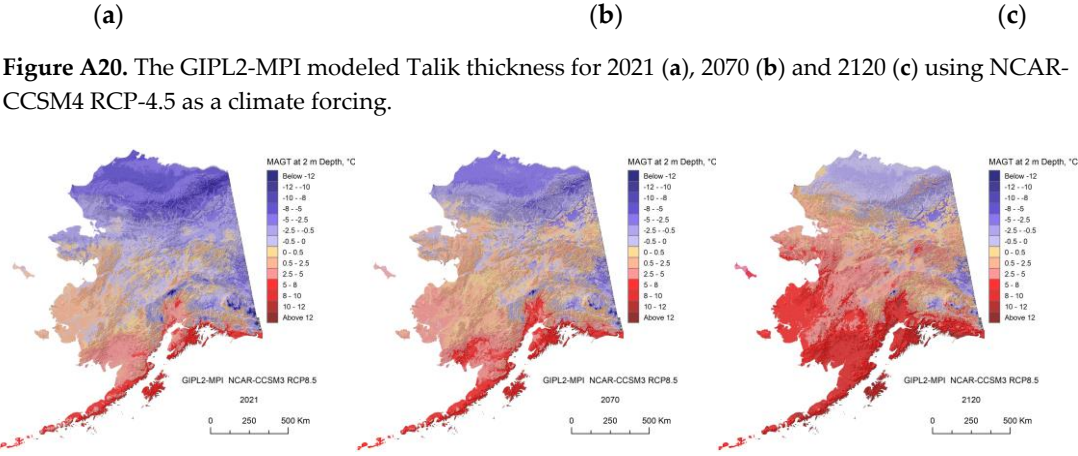 (a) (b) (c)
Figure A20. The GIPL2-MPI modeled Talik thickness for 2021 (a), 2070 (b) and 2120 (c) using NCAR-
CCSM4 RCP-4.5 as a climate forcing.
MAGT at 2 m Depth, °C
Below -12
-12 - -10
-10 - -8
-8 - -5
-5 - -2.5
-2.5 - -0.5
-0.5 - 0
0 - 0.5
0.5 - 2.5
2.5 - 5
5 - 8
8 - 10
10 - 12
Above 12
GIPL2-MPI NCAR-CCSM3 RCP8.5
2021
0 250 500 Km
MAGT at 2 m Depth, °C
Below -12
-12 - -10
-10 - -8
-8 - -5
-5 - -2.5
-2.5 - -0.5
-0.5 - 0
0 - 0.5
0.5 - 2.5
2.5 - 5
5 - 8
8 - 10
10 - 12
Above 12
GIPL2-MPI NCAR-CCSM3 RCP8.5
2070
0 250 500 Km
MAGT at 2 m Depth, °C
Below -12
-12 - -10
-10 - -8
-8 - -5
-5 - -2.5
-2.5 - -0.5
-0.5 - 0
0 - 0.5
0.5 - 2.5
2.5 - 5
5 - 8
8 - 10
10 - 12
Above 12
GIPL2-MPI NCAR-CCSM3 RCP8.5
2120
0 250 500 Km